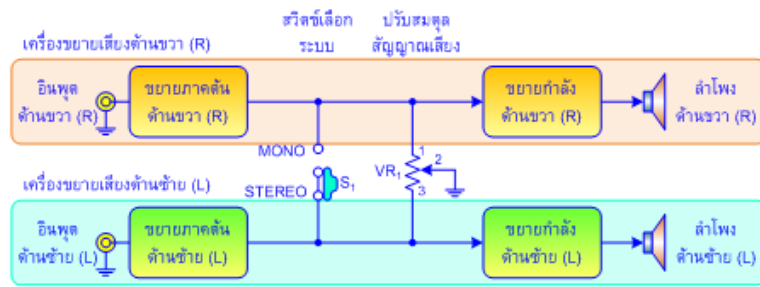 สวิตช์เลือก
ระบบ
ปรับสมดุล
สัญญาณเสียง
เครื่องขยายเสียงด้านขวา (R)
อินพุต
ด้านขวา (R)
ขยายภาคต้น
ด้านขวา (R)
ขยายกำลัง
ด้านขวา (R)
ลำโพง
ด้านขวา (R)
MONO
STEREO
S1
VR1
1
2
3
เครื่องขยายเสียงด้านซ้าย (L)
อินพุต
ด้านซ้าย (L)
ขยายภาคต้น
ด้านซ้าย (L)
ขยายกำลัง
ด้านซ้าย (L)
ลำโพง
ด้านซ้าย (L)